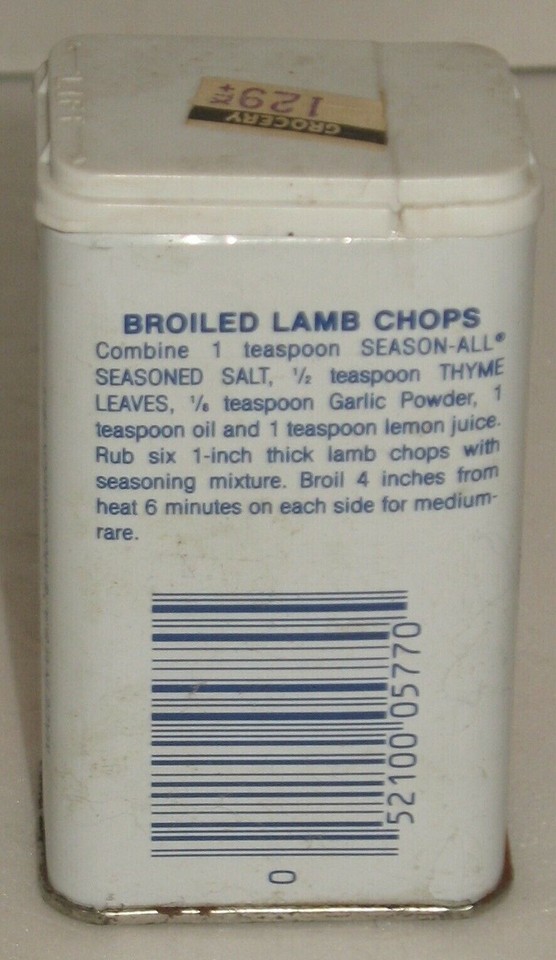 LIFT
GROCERY
129+TX
BROILED LAMB CHOPS
Combine 1 teaspoon SEASON-ALL®
SEASONED SALT, ½ teaspoon THYME
LEAVES, ⅛ teaspoon Garlic Powder, 1
teaspoon oil and 1 teaspoon lemon juice.
Rub six 1-inch thick lamb chops with
seasoning mixture. Broil 4 inches from
heat 6 minutes on each side for medium-
rare.
0 52100 05770